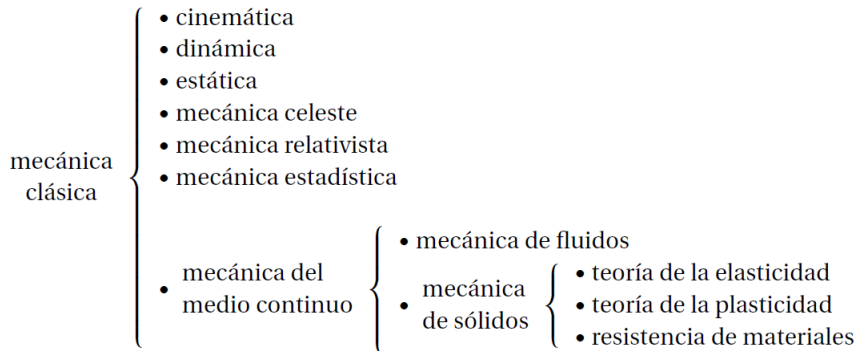 mecánica
clásica
• cinemática
• dinámica
• estática
• mecánica celeste
• mecánica relativista
• mecánica estadística
• mecánica del
medio continuo
• mecánica de fluidos
• mecánica
de sólidos
• teoría de la elasticidad
• teoría de la plasticidad
• resistencia de materiales